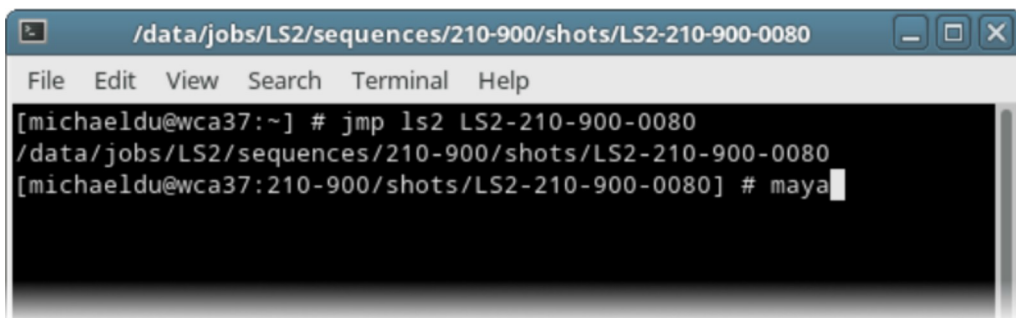 /data/jobs/LS2/sequences/210-900/shots/LS2-210-900-0080
File Edit View Search Terminal Help
[michaeldu@wca37:~] # jmp ls2 LS2-210-900-0080
/data/jobs/LS2/sequences/210-900/shots/LS2-210-900-0080
[michaeldu@wca37:210-900/shots/LS2-210-900-0080] # maya